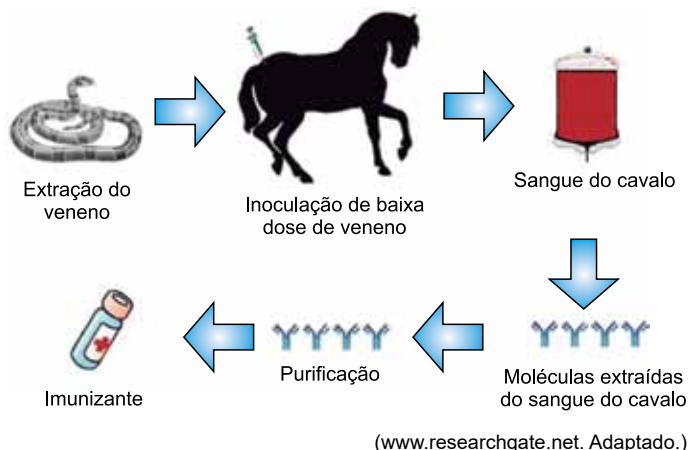 Extração do
veneno
Inoculação de baixa
dose de veneno
Sangue do cavalo
Moléculas extraídas
do sangue do cavalo
Purificação
Imunizante
(www.researchgate.net. Adaptado.)